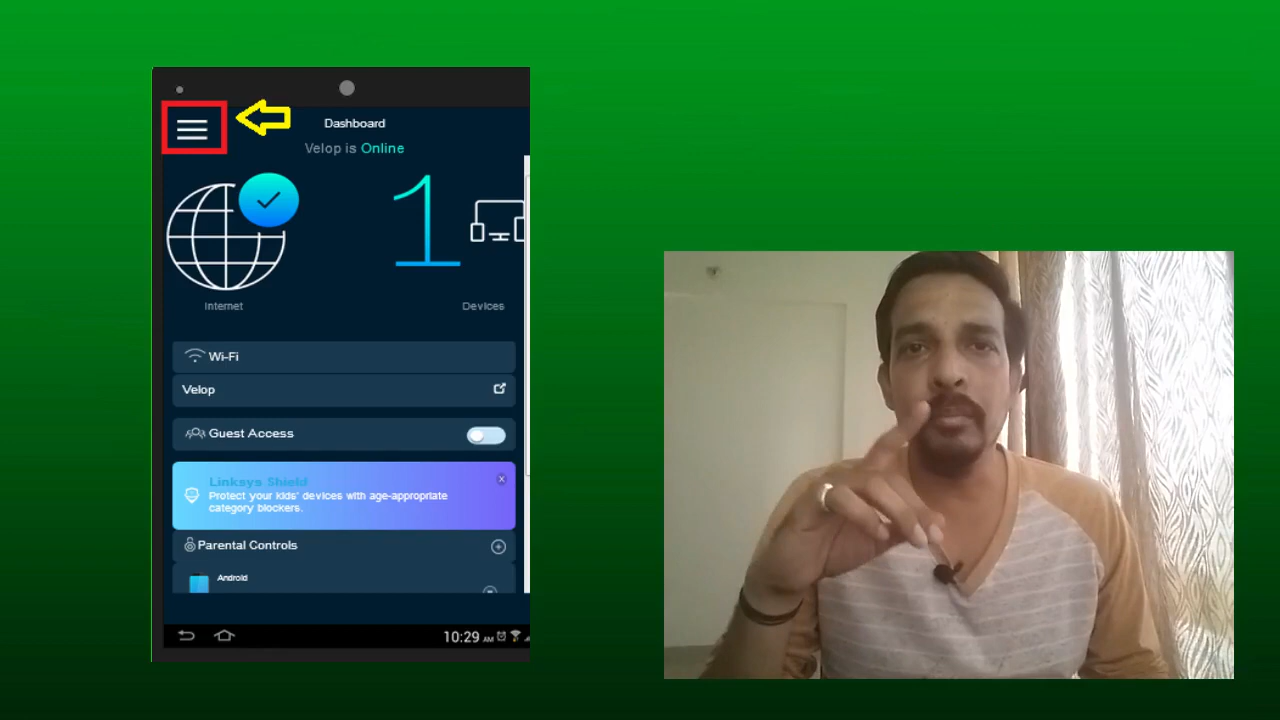 Dashboard
Velop is Online
1
Internet
Devices
Wi-Fi
Velop
Guest Access
Linksys Shield
Protect your kids' devices with age-appropriate
category blockers.
Parental Controls
Android
10:29 AM